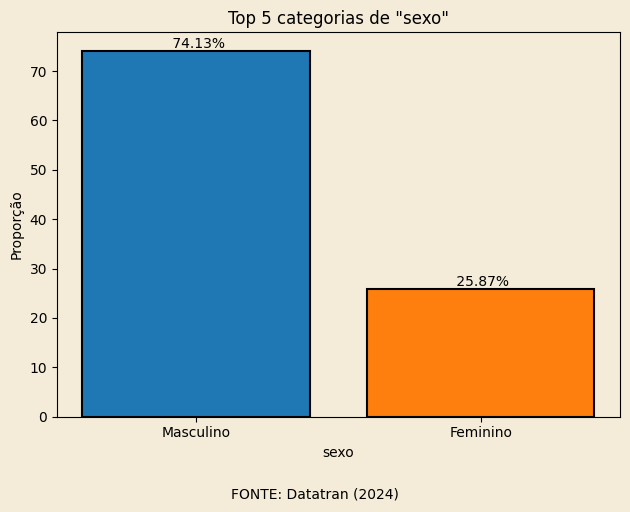 Top 5 categorias de "sexo"
74.13%
25.87%
Proporção
70
60
50
40
30
20
10
0
Masculino
Feminino
sexo
FONTE: Datatran (2024)